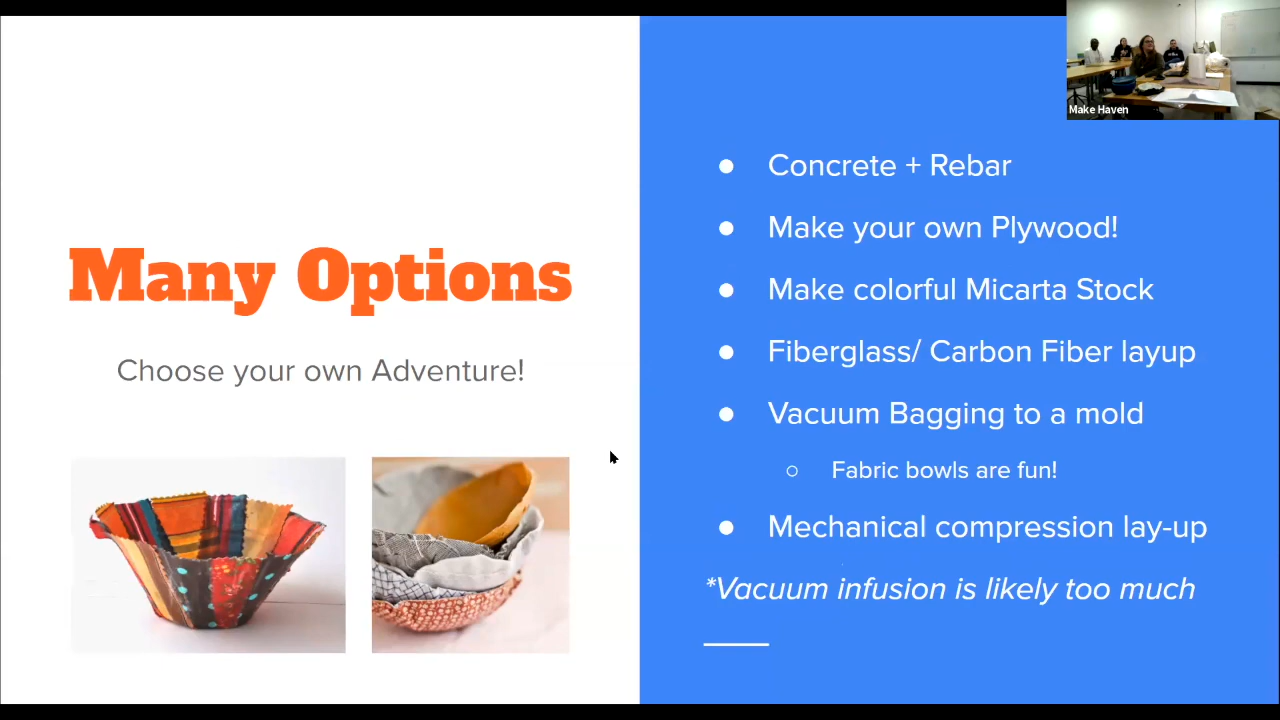 Make Haven
Many Options
Choose your own Adventure!
● Concrete + Rebar
● Make your own Plywood!
● Make colorful Micarta Stock
● Fiberglass/ Carbon Fiber layup
● Vacuum Bagging to a mold
○ Fabric bowls are fun!
● Mechanical compression lay-up
*Vacuum infusion is likely too much